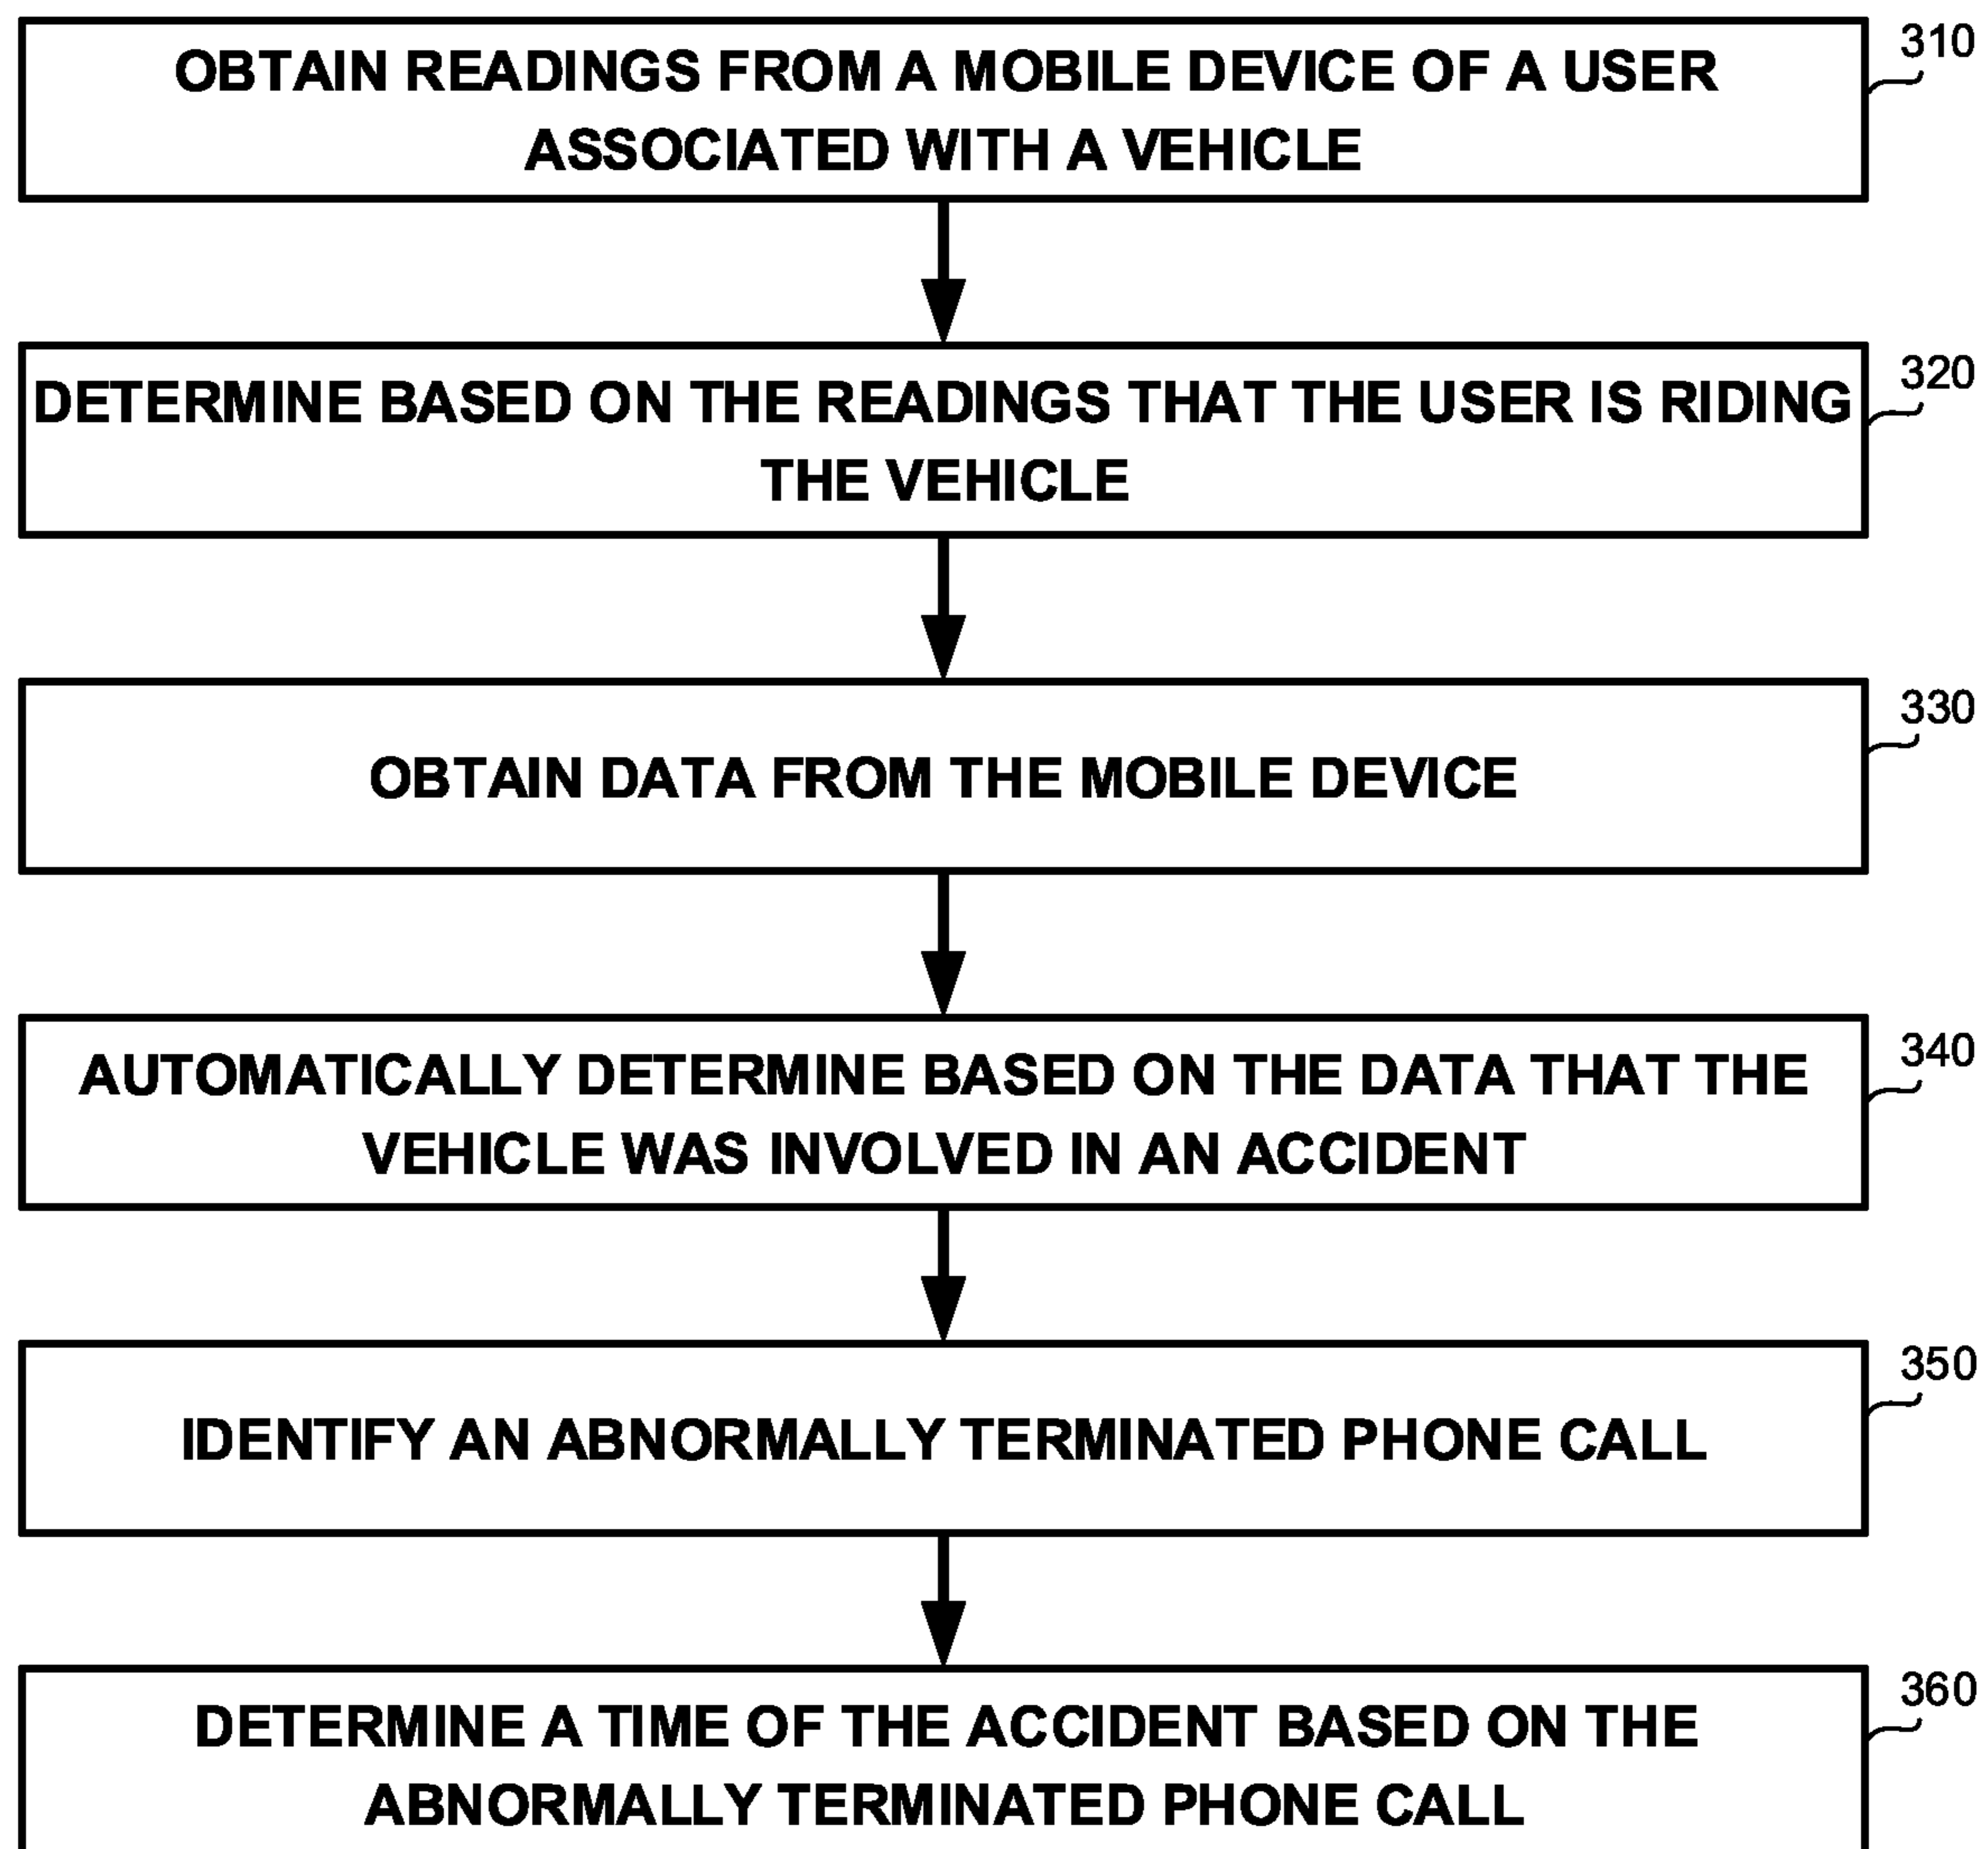 310
OBTAIN READINGS FROM A MOBILE DEVICE OF A USER
ASSOCIATED WITH A VEHICLE
320
DETERMINE BASED ON THE READINGS THAT THE USER IS RIDING
THE VEHICLE
330
OBTAIN DATA FROM THE MOBILE DEVICE
340
AUTOMATICALLY DETERMINE BASED ON THE DATA THAT THE
VEHICLE WAS INVOLVED IN AN ACCIDENT
350
IDENTIFY AN ABNORMALLY TERMINATED PHONE CALL
360
DETERMINE A TIME OF THE ACCIDENT BASED ON THE
ABNORMALLY TERMINATED PHONE CALL